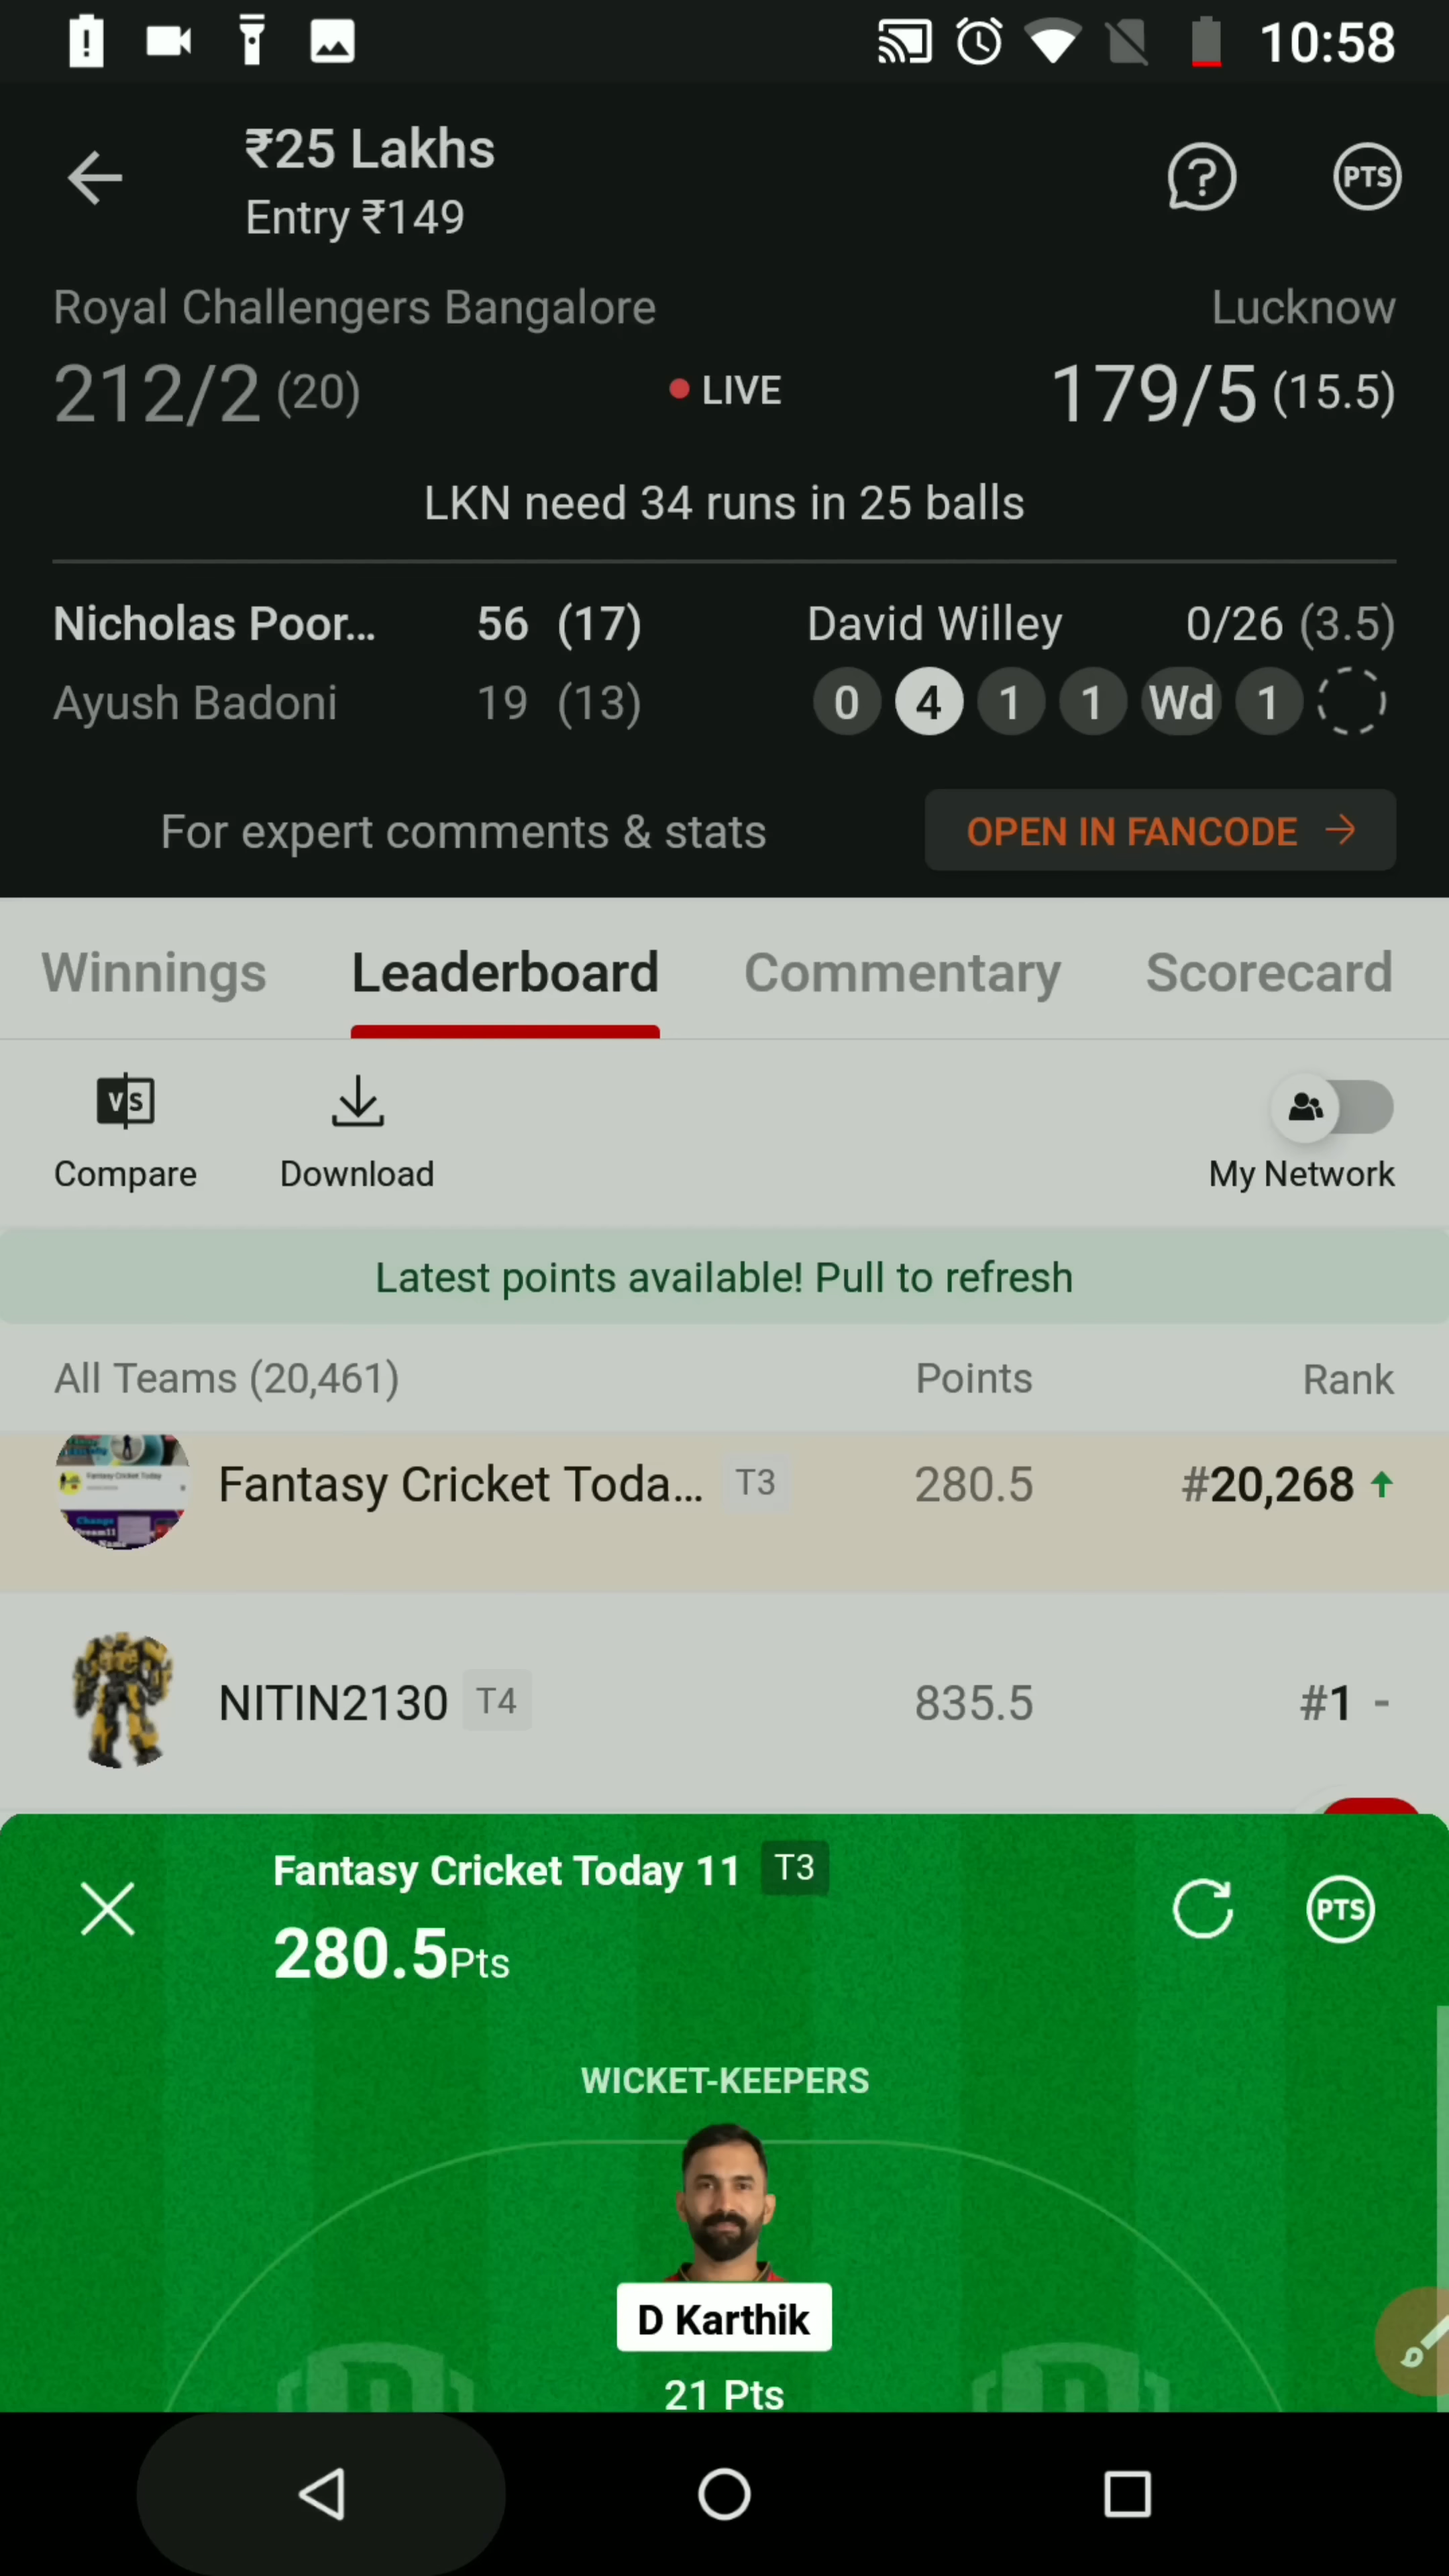 10:58
₹25 Lakhs
Entry ₹149
PTS
Royal Challengers Bangalore
Lucknow
212/2 (20)
LIVE
179/5 (15.5)
LKN need 34 runs in 25 balls
Nicholas Poor... 56 (17)
David Willey 0/26 (3.5)
Ayush Badoni 19 (13)
0 4 1 1 Wd 1
For expert comments & stats
OPEN IN FANCODE
Winnings Leaderboard Commentary Scorecard
VS
Compare Download My Network
Latest points available! Pull to refresh
All Teams (20,461) Points Rank
Fantasy Cricket Toda... T3 280.5 #20,268
NITIN2130 T4 835.5 #1 -
Fantasy Cricket Today 11 T3
280.5Pts
PTS
WICKET-KEEPERS
D Karthik
21 Pts